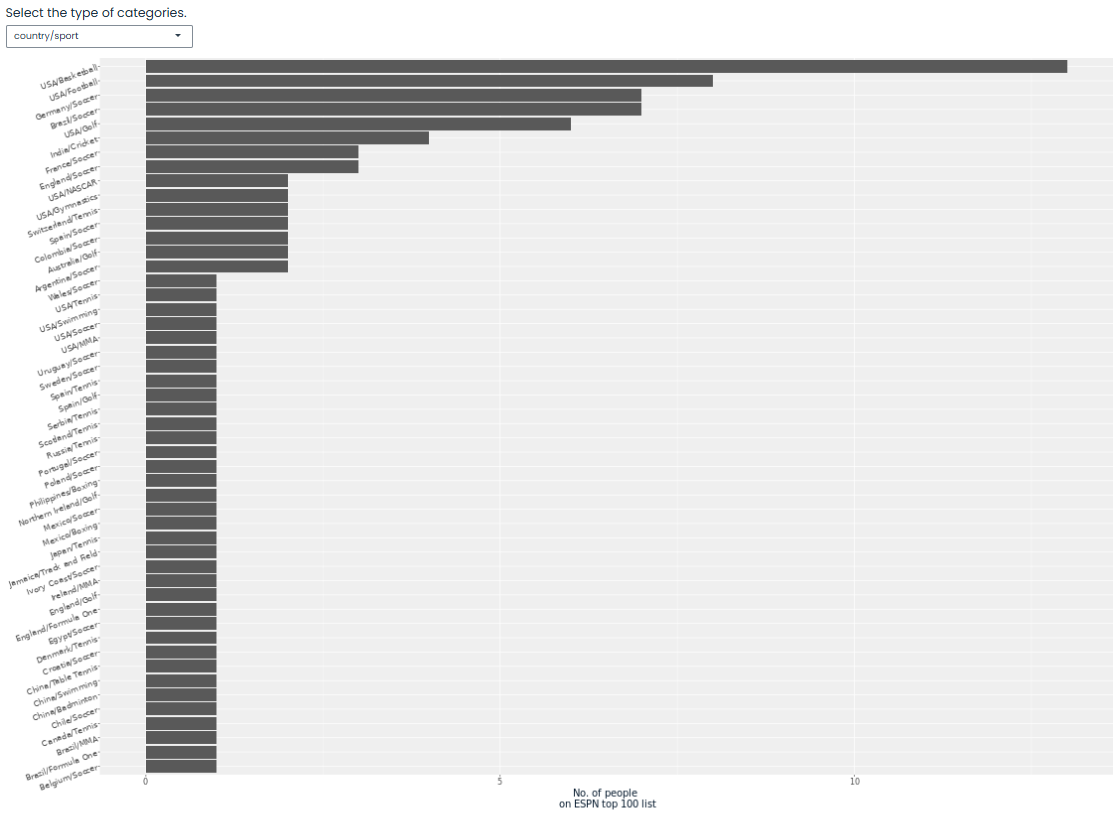 Select the type of categories.
country/sport
USA/Basketball
USA/Football
Germany/Soccer
Brazil/Soccer
USA/Golf
India/Cricket
France/Soccer
England/Soccer
USA/NASCAR
USA/Gymnastics
Switzerland/Tennis
Spain/Soccer
Colombia/Soccer
Australia/Golf
Argentina/Soccer
Wales/Soccer
USA/Tennis
USA/Swimming
USA/Soccer
USA/MMA
Uruguay/Soccer
Sweden/Soccer
Spain/Tennis
Spain/Golf
Serbia/Tennis
Scotland/Tennis
Russia/Tennis
Portugal/Soccer
Poland/Soccer
Philippines/Boxing
Northern Ireland/Golf
Mexico/Soccer
Mexico/Boxing
Japan/Tennis
Jamaica/Track and Field
Ivory Coast/Soccer
Ireland/MMA
England/Golf
England/Formula One
Egypt/Soccer
Denmark/Tennis
Croatia/Soccer
China/Table Tennis
China/Swimming
China/Badminton
Chile/Soccer
Canada/Tennis
Brazil/MMA
Brazil/Formula One
Belgium/Soccer
0 5 10
No. of people
on ESPN top 100 list